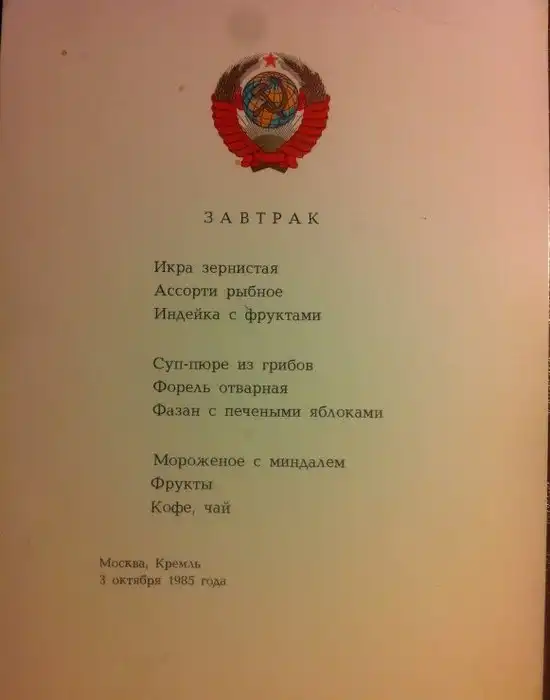 ЗАВТРАК
Икра зернистая
Ассорти рыбное
Индейка с фруктами
Суп-пюре из грибов
Форель отварная
Фазан с печеными яблоками
Мороженое с миндалем
Фрукты
Кофе, чай
Москва, Кремль
3 октября 1985 года